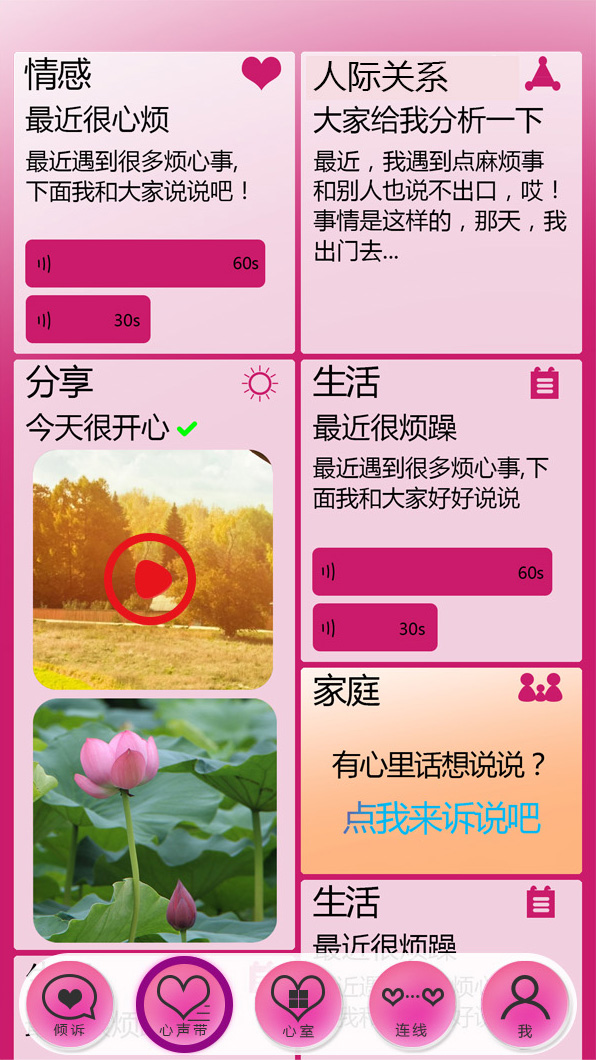 情感
最近很心烦
最近遇到很多烦心事,
下面我和大家说说吧！
60s
30s
人际关系
大家给我分析一下
最近，我遇到点麻烦事
和别人也说不出口，哎！
事情是这样的，那天，我
出门去...
分享
今天很开心
生活
最近很烦躁
最近遇到很多烦心事,下
面我和大家好好说说
60s
30s
家庭
有心里话想说说？
点我来诉说吧
生活
最近很烦躁
倾诉
心声带
心室
连线
我